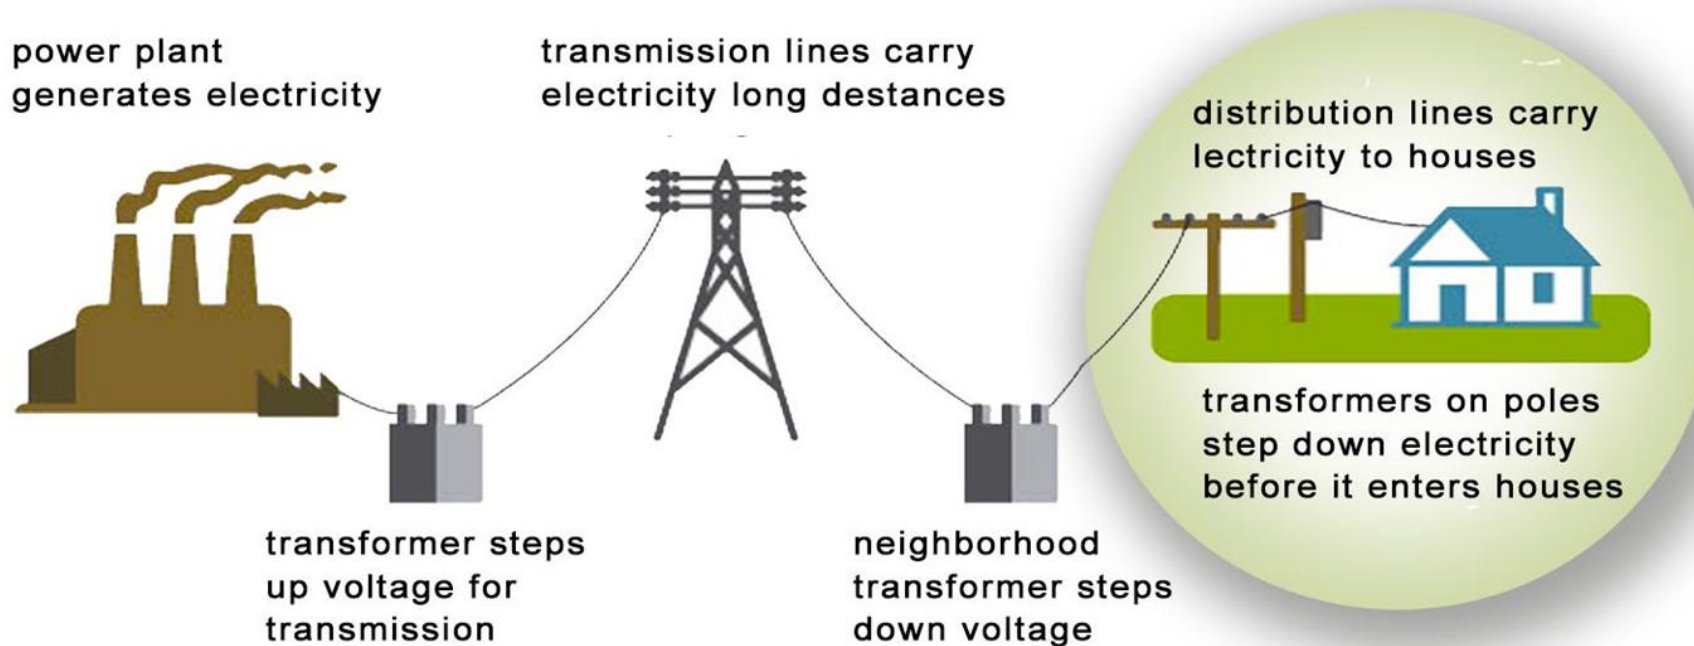 power plant
generates electricity
transmission lines carry
electricity long destances
distribution lines carry
lectricity to houses
transformers on poles
step down electricity
before it enters houses
transformer steps
up voltage for
transmission
neighborhood
transformer steps
down voltage